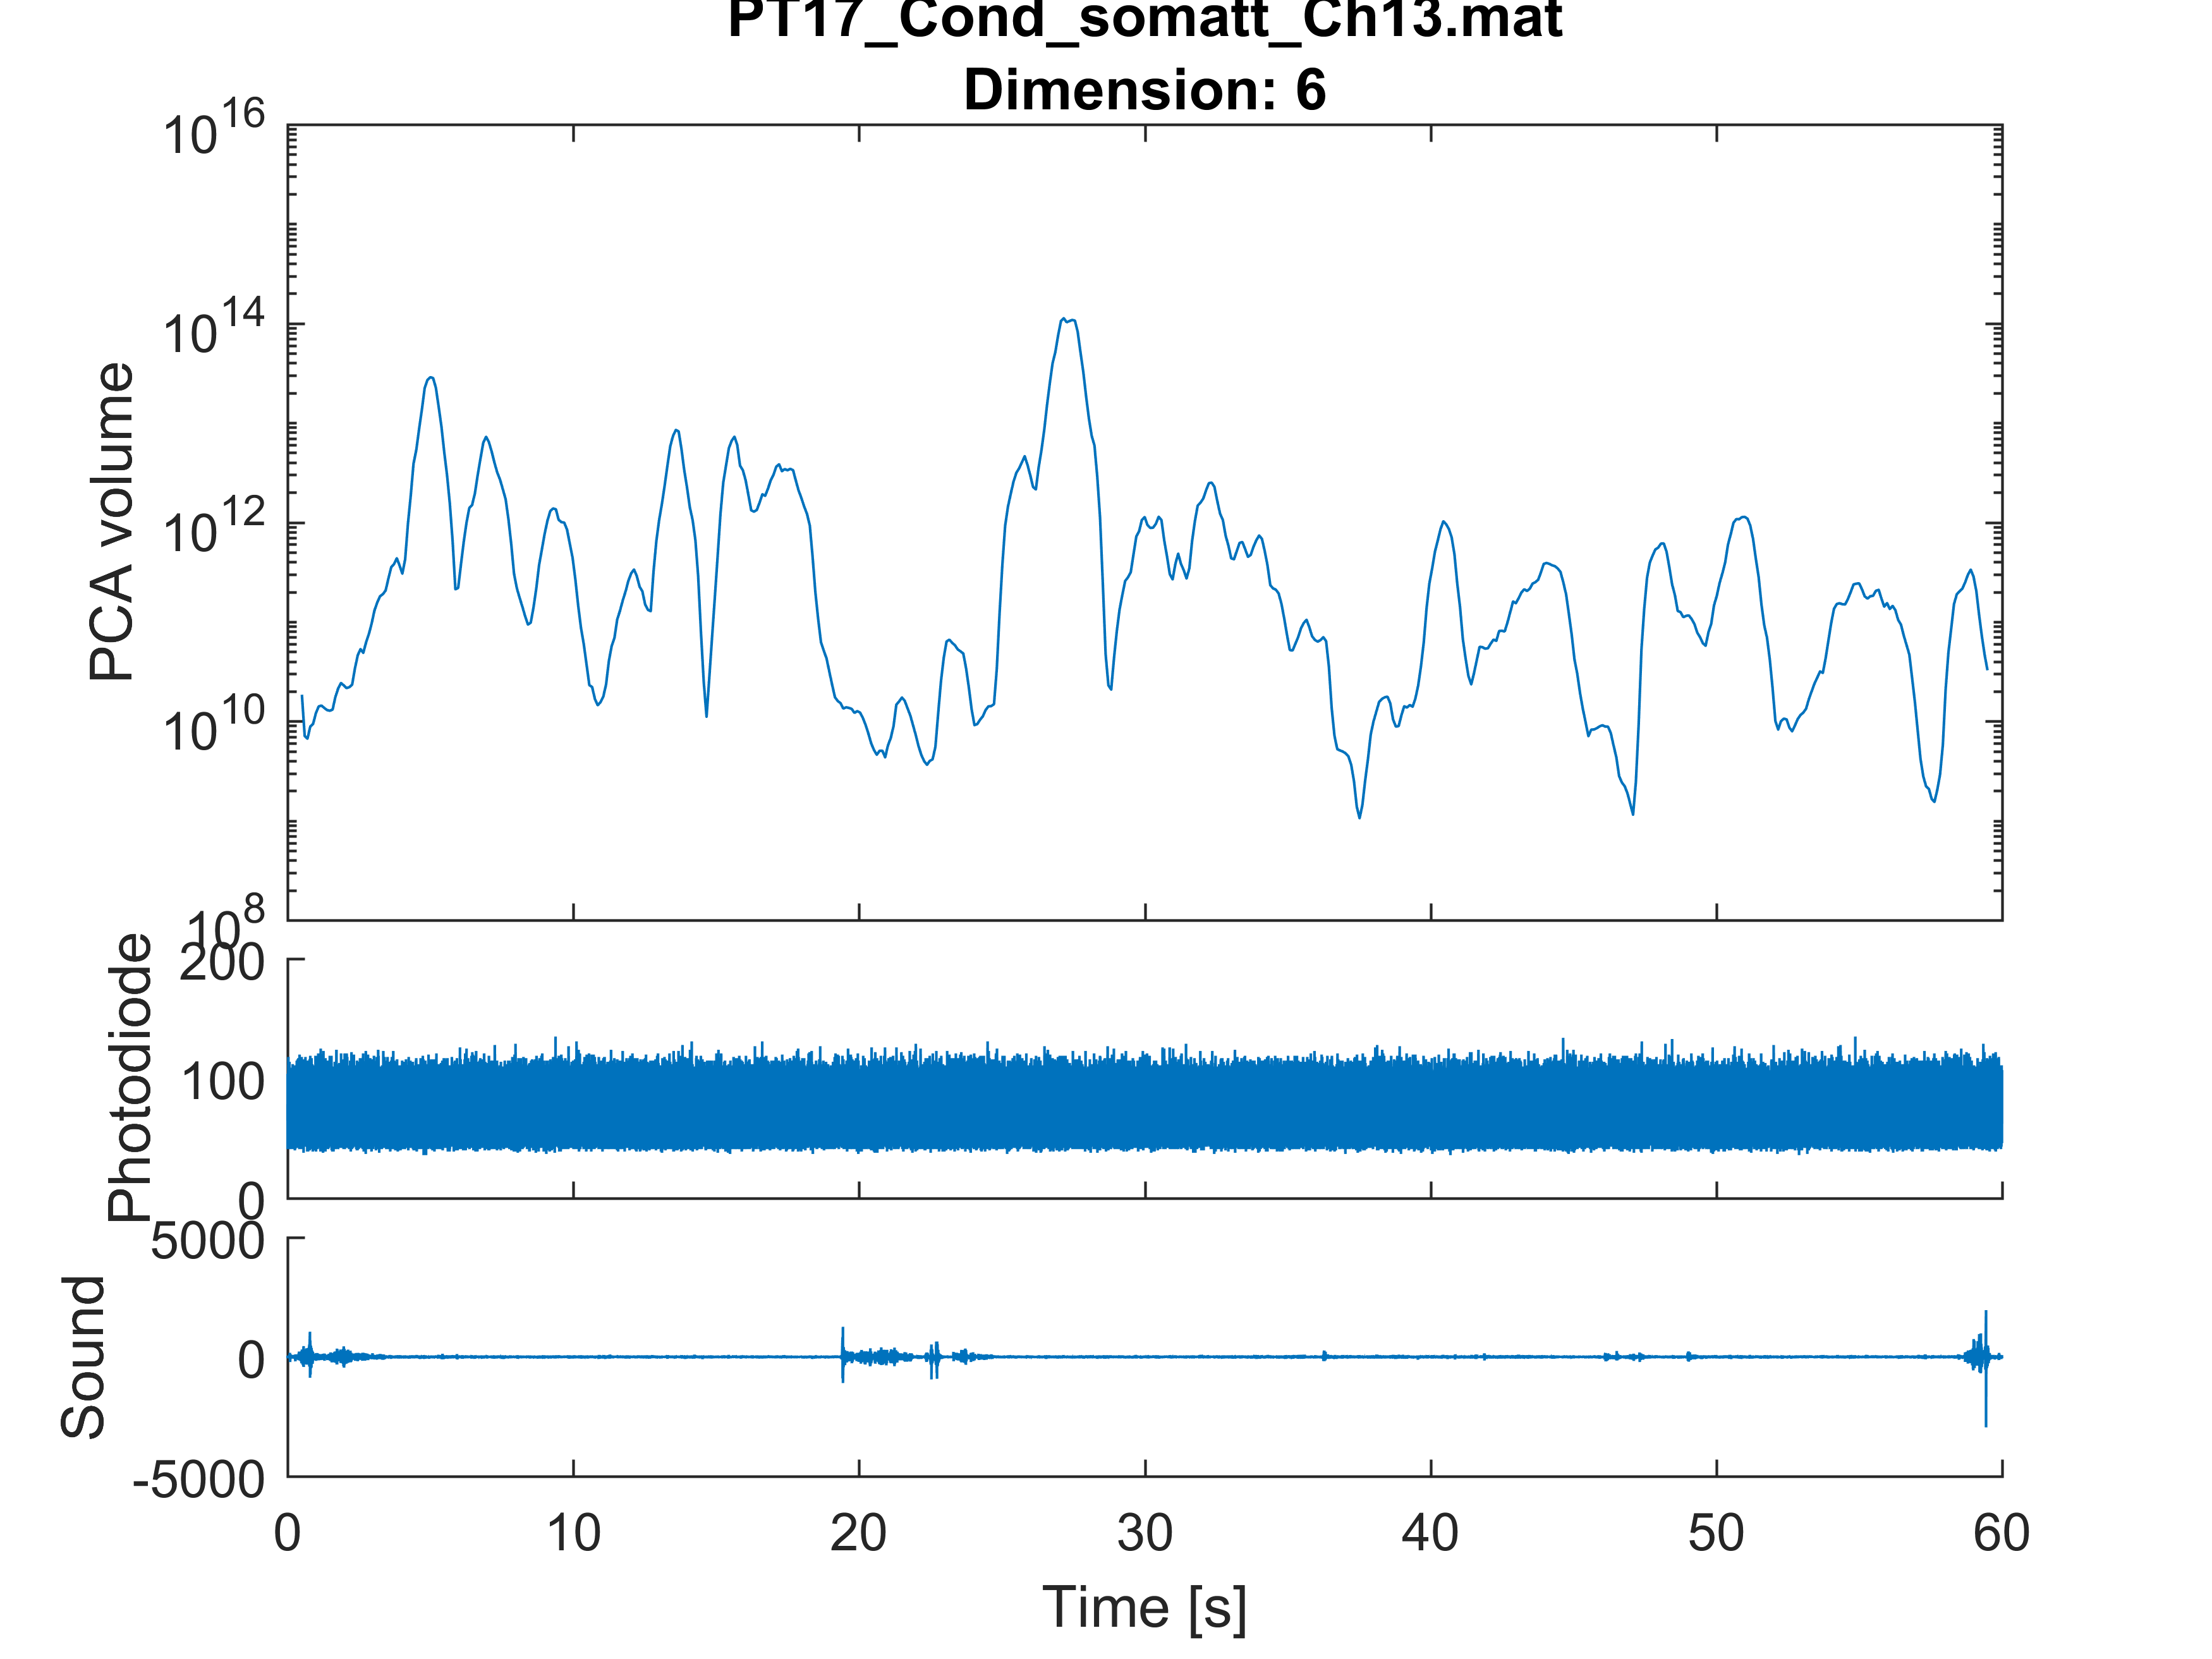 PT17_Cond_somatt_Ch13.mat
Dimension: 6
10^16
10^14
10^12
10^10
10^8
PCA volume
200
100
0
Photodiode
5000
0
-5000
Sound
0 10 20 30 40 50 60
Time [s]